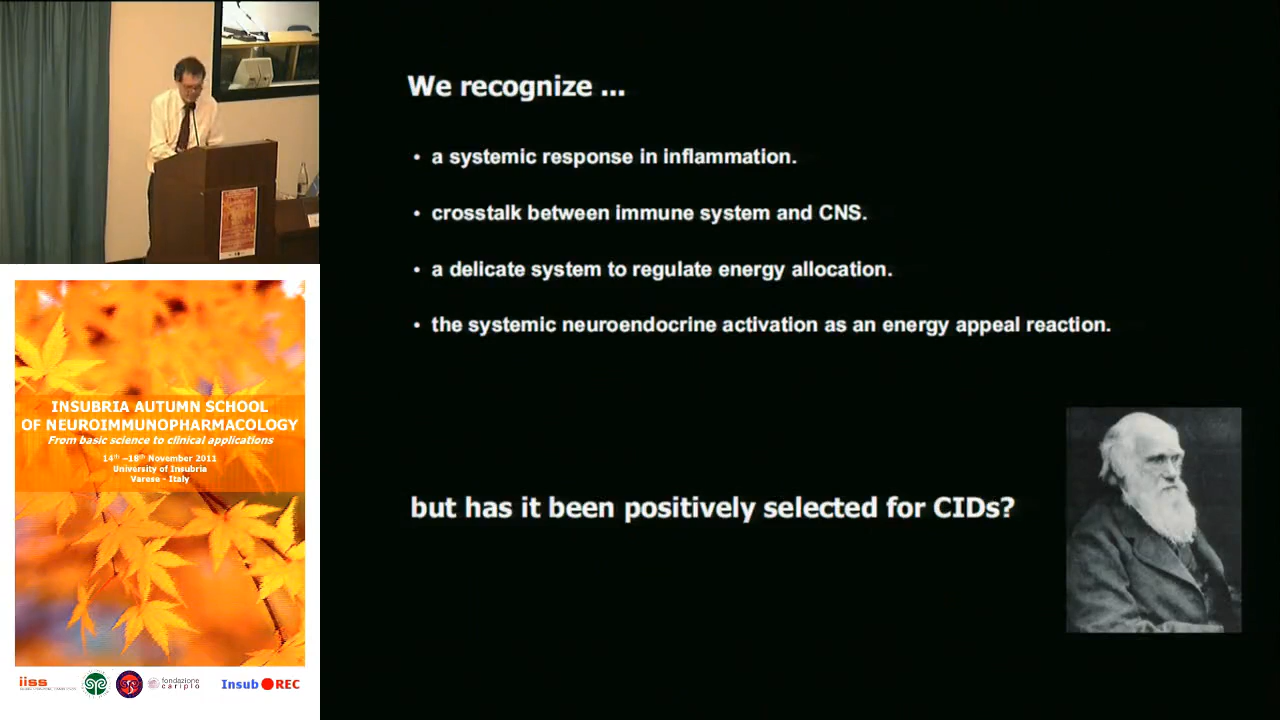 We recognize ...
• a systemic response in inflammation.
• crosstalk between immune system and CNS.
• a delicate system to regulate energy allocation.
• the systemic neuroendocrine activation as an energy appeal reaction.
but has it been positively selected for CIDs?
INSUBRIA AUTUMN SCHOOL
OF NEUROIMMUNOPHARMACOLOGY
From basic science to clinical applications
14th –18th November 2011
University of Insubria
Varese - Italy
iiss
fondazione
cariplo
Insub REC